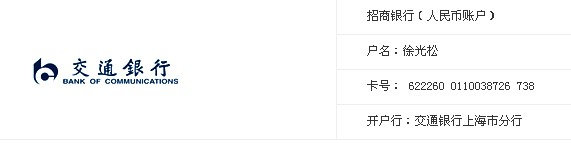 交通銀行
BANK OF COMMUNICATIONS
招商银行（人民币账户）
户名：徐光松
卡号： 622260 0110038726 738
开户行：交通银行上海市分行